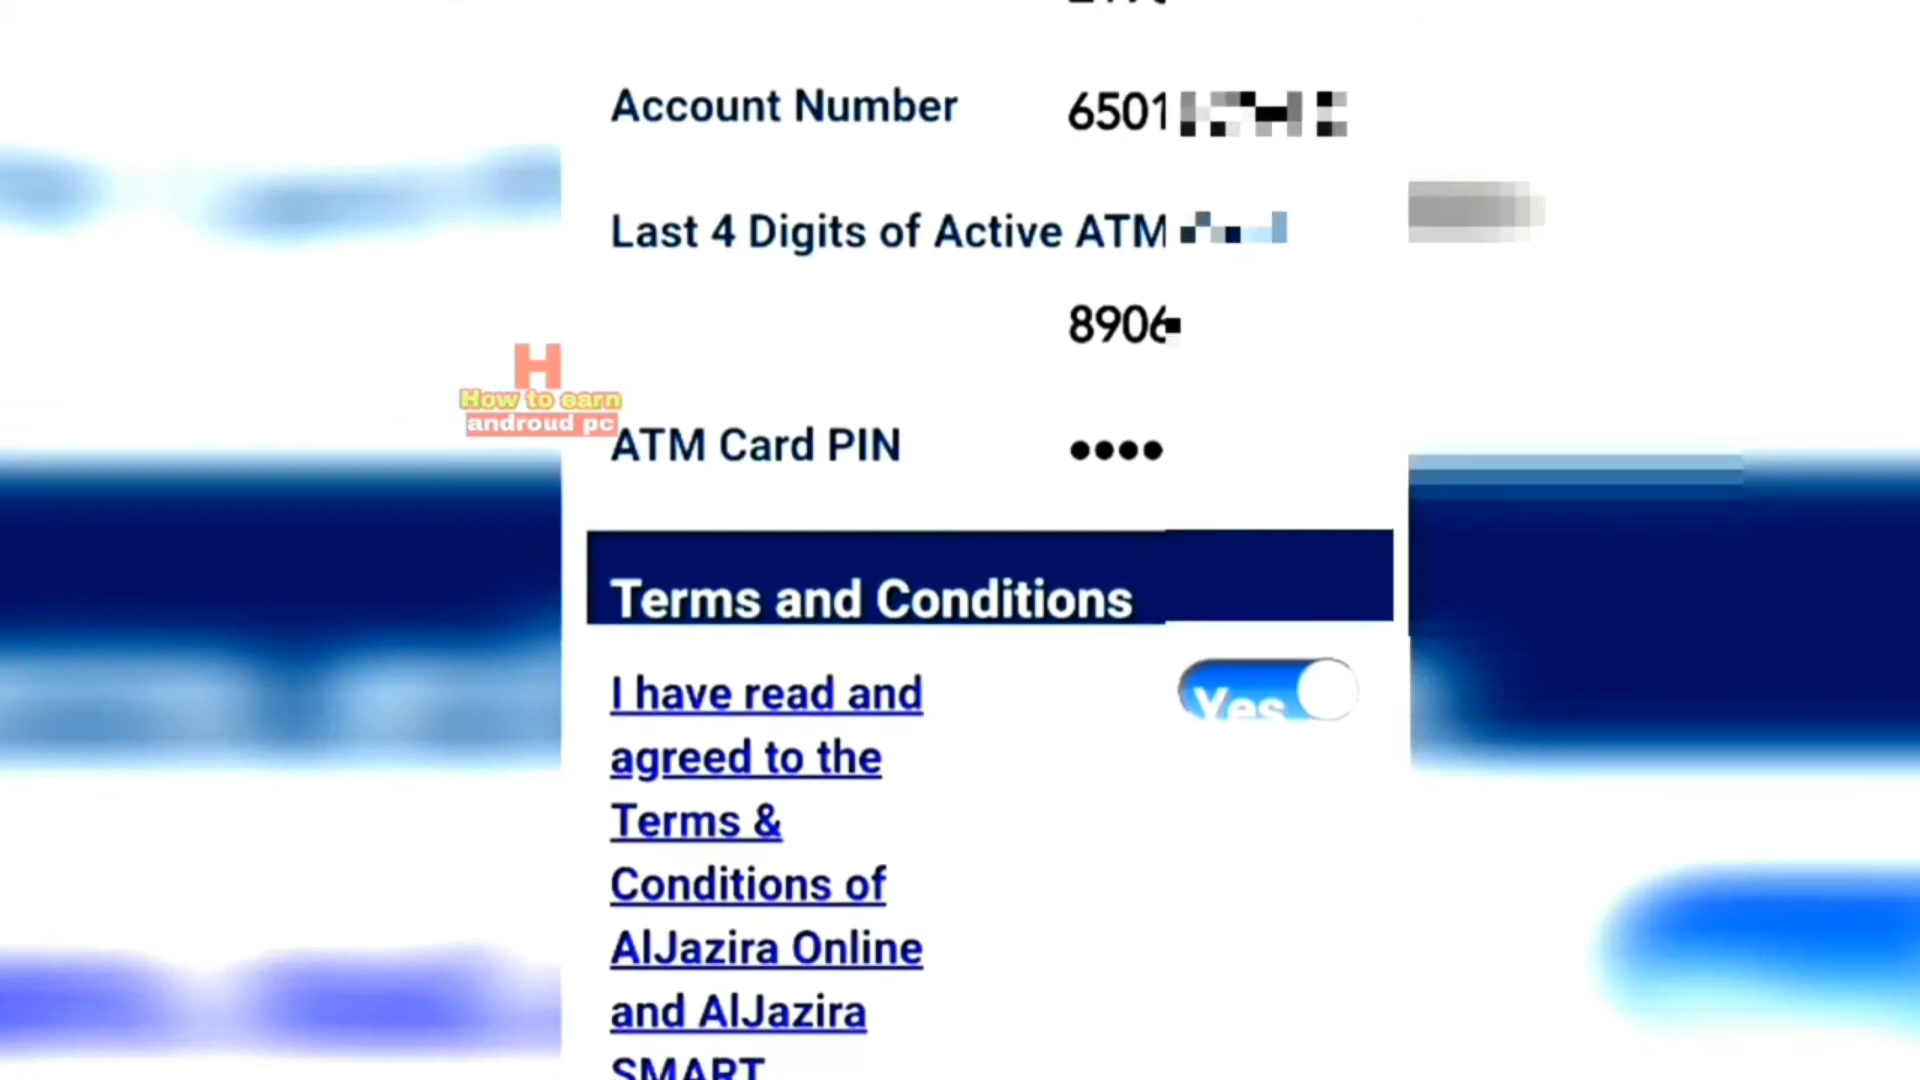 Account Number 6501
Last 4 Digits of Active ATM
8906
H
How to earn
androud pc
ATM Card PIN ••••
Terms and Conditions
I have read and Yes
agreed to the
Terms &
Conditions of
AlJazira Online
and AlJazira
SMART